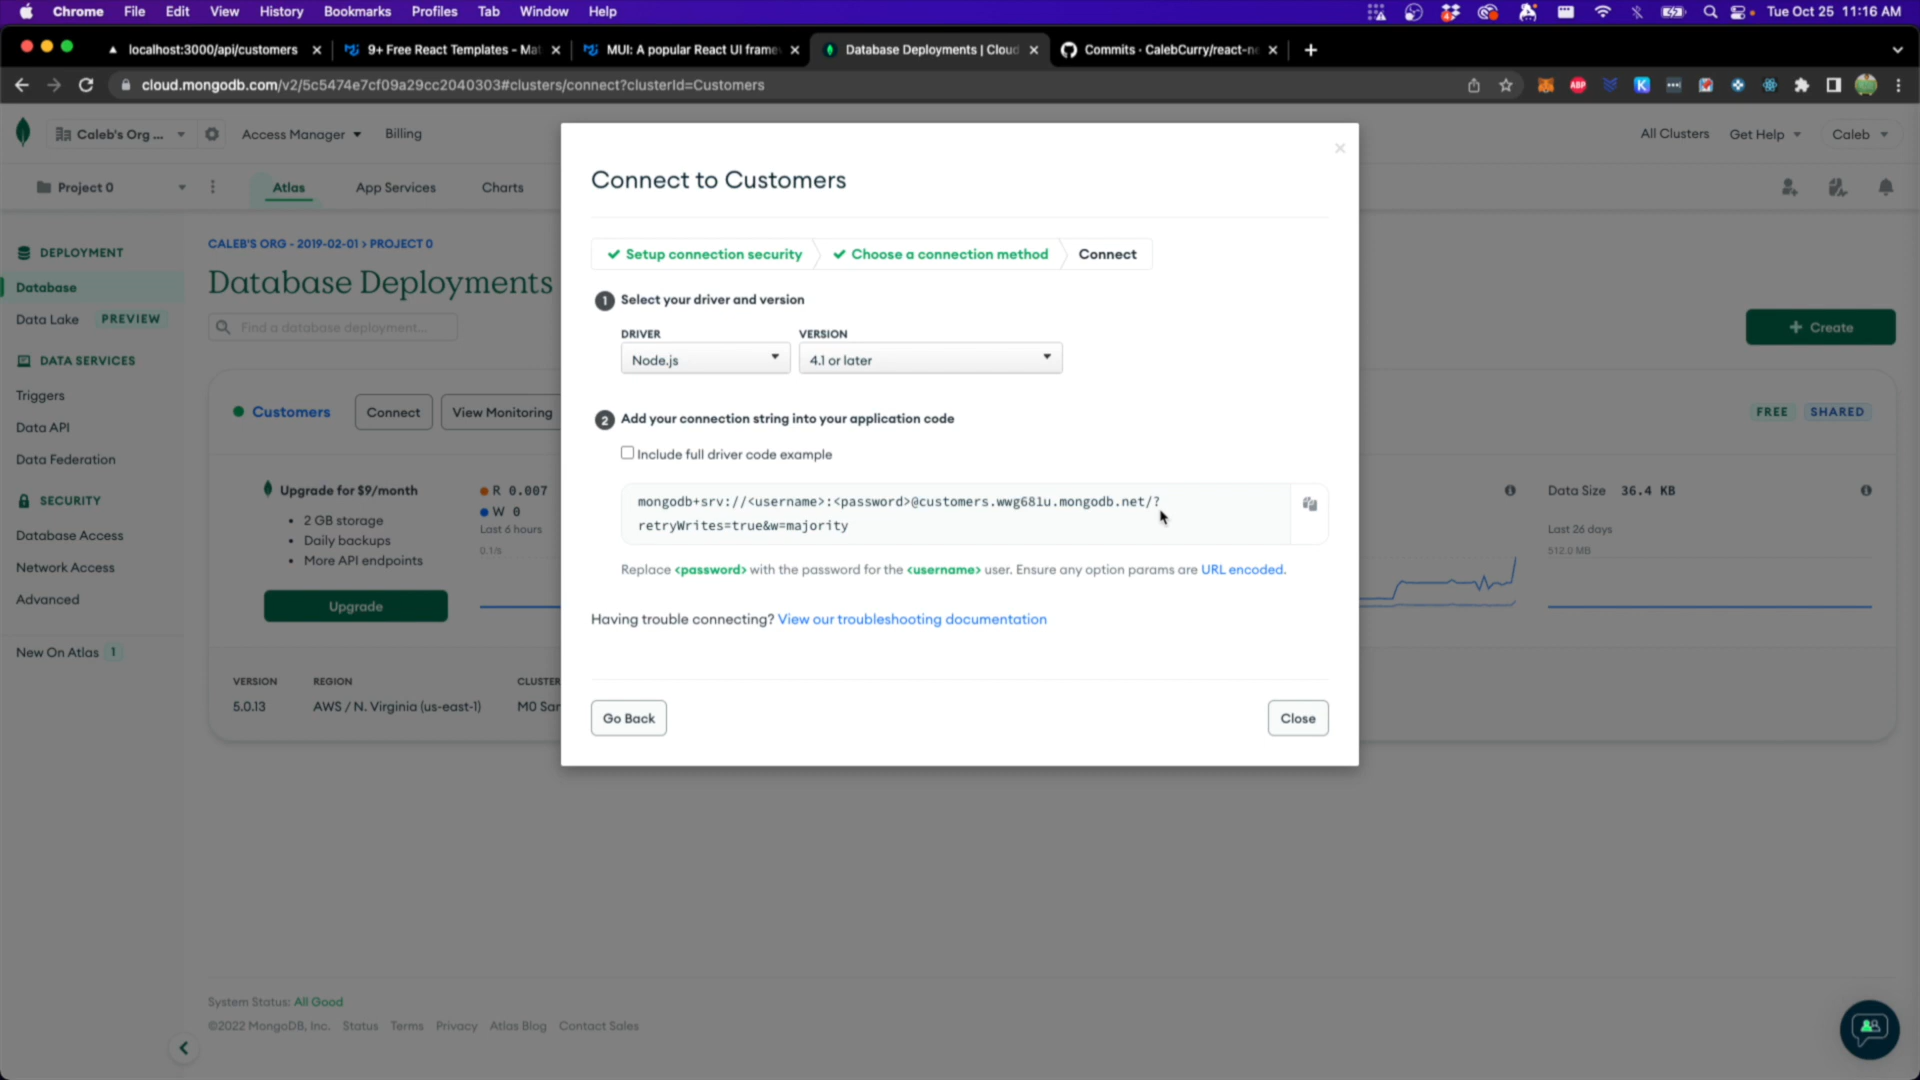 Chrome File Edit View History Bookmarks Profiles Tab Window Help Tue Oct 25 11:16 AM
localhost:3000/api/customers
9+ Free React Templates - Mat
MUI: A popular React UI frame
Database Deployments | Cloud
Commits · CalebCurry/react-ne
cloud.mongodb.com/v2/5c5474e7cf09a29cc2040303#clusters/connect?clusterId=Customers
ABP
K
Caleb's Org ...
Access Manager
Billing
All Clusters
Get Help
Caleb
Project 0
Atlas
App Services
Charts
DEPLOYMENT
Database
Data Lake PREVIEW
DATA SERVICES
Triggers
Data API
Data Federation
SECURITY
Database Access
Network Access
Advanced
New On Atlas 1
CALEB'S ORG - 2019-02-01 > PROJECT 0
Database Deployments
Find a database deployment...
+ Create
Customers
Connect
View Monitoring
FREE SHARED
Upgrade for $9/month
• 2 GB storage
• Daily backups
• More API endpoints
Upgrade
R 0.007
W 0
Last 6 hours
0.1/s
Data Size 36.4 KB
Last 26 days
512.0 MB
VERSION
5.0.13
REGION
AWS / N. Virginia (us-east-1)
CLUSTER
M0 San
Connect to Customers
Setup connection security
Choose a connection method
Connect
1 Select your driver and version
DRIVER
Node.js
VERSION
4.1 or later
2 Add your connection string into your application code
Include full driver code example
mongodb+srv://<username>:<password>@customers.wwg681u.mongodb.net/?
retryWrites=true&w=majority
Replace <password> with the password for the <username> user. Ensure any option params are URL encoded.
Having trouble connecting? View our troubleshooting documentation
Go Back
Close
System Status: All Good
©2022 MongoDB, Inc. Status Terms Privacy Atlas Blog Contact Sales